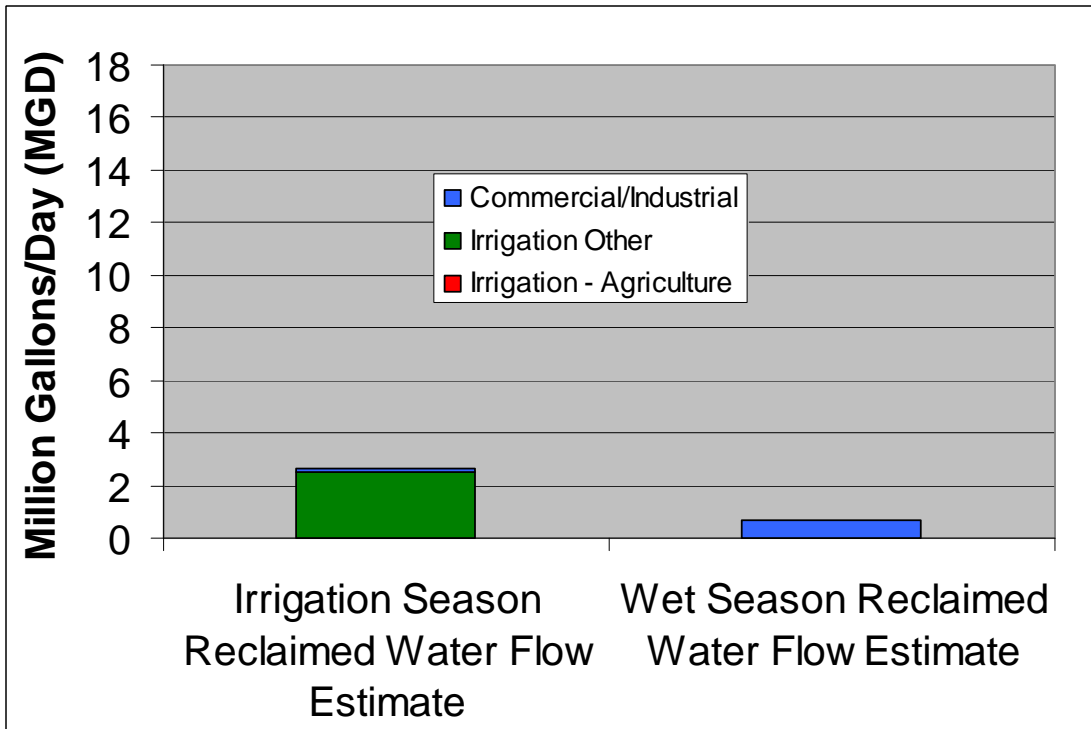 Million Gallons/Day (MGD)
18
16
14
12
10
8
6
4
2
0
Commercial/Industrial
Irrigation Other
Irrigation - Agriculture
Irrigation Season
Reclaimed Water Flow
Estimate
Wet Season Reclaimed
Water Flow Estimate